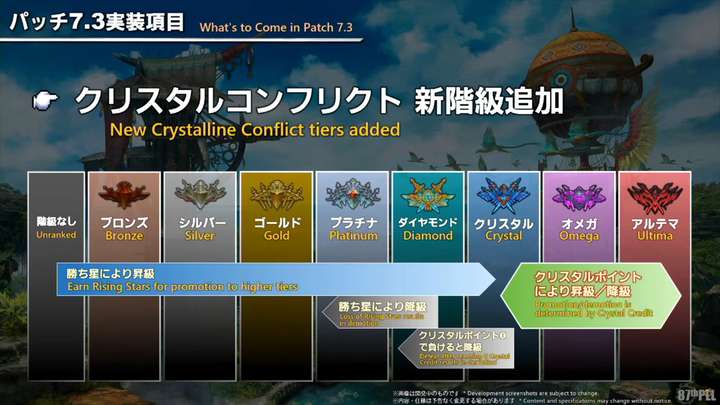 パッチ7.3実装項目 What's to Come in Patch 7.3
クリスタルコンフリクト 新階級追加
New Crystalline Conflict tiers added
階級なし
Unranked
ブロンズ
Bronze
シルバー
Silver
ゴールド
Gold
プラチナ
Platinum
ダイヤモンド
Diamond
クリスタル
Crystal
オメガ
Omega
アルテマ
Ultima
勝ち星により昇級
Earn Rising Stars for promotion to higher tiers
クリスタルポイント
により昇級/降級
Promotion/demotion is
determined by Crystal Credit
勝ち星により降級
Loss of Rising Stars results
in demotion
クリスタルポイント0
で負けると降級
※画像は開発中のものです * Development screenshots are subject to change.
※内容・仕様は予告なく変更する場合があります * Content and specifications may change without notice.